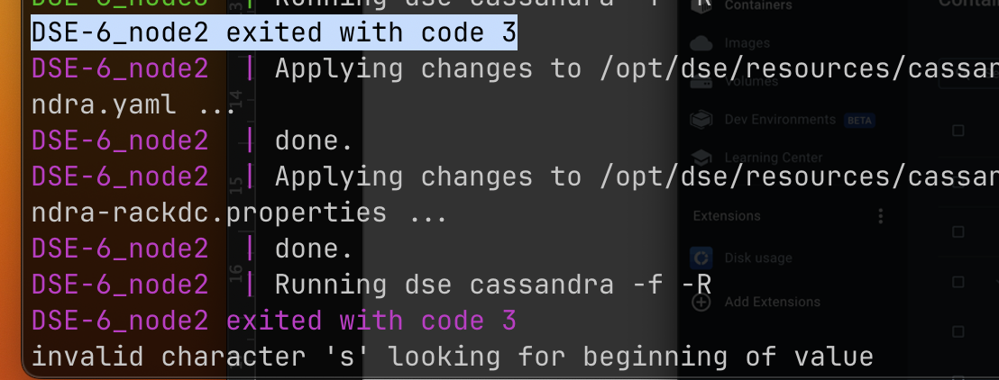 DSE-6_node3 | Running dse cassandra -f -R
DSE-6_node2 exited with code 3
DSE-6_node2 | Applying changes to /opt/dse/resources/cassan
ndra.yaml ...
DSE-6_node2 | done.
DSE-6_node2 | Applying changes to /opt/dse/resources/cassan
ndra-rackdc.properties ...
DSE-6_node2 | done.
DSE-6_node2 | Running dse cassandra -f -R
DSE-6_node2 exited with code 3
invalid character 's' looking for beginning of value
13
14
15
16
Containers
Images
Volumes
Dev Environments BETA
Learning Center
Extensions
Disk usage
Add Extensions